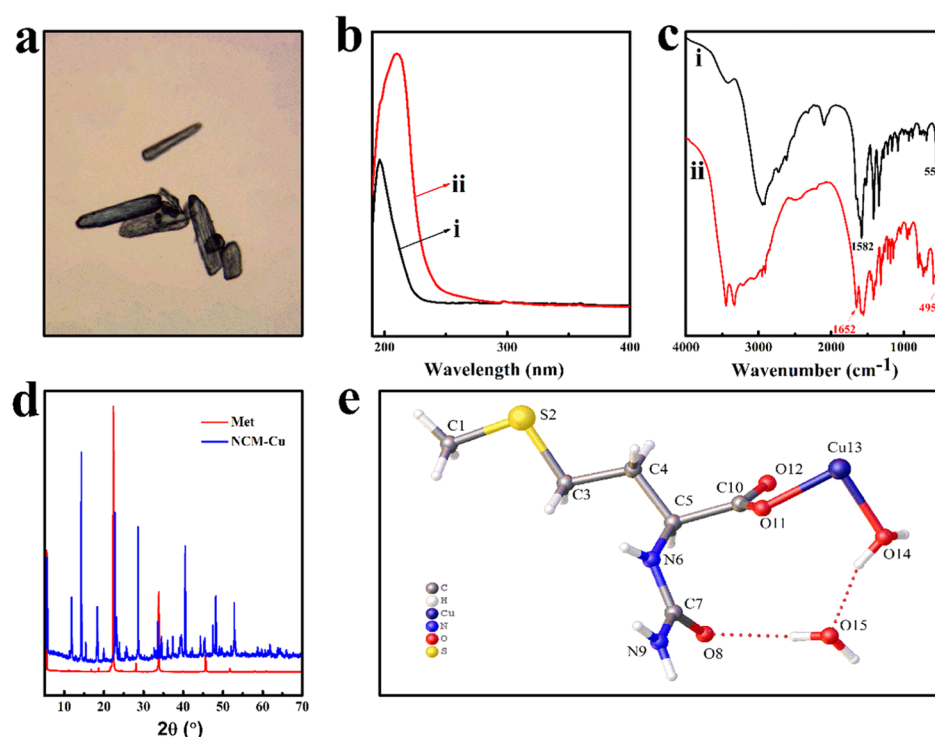 a
b
ii
i
200
300
400
Wavelength (nm)
c
i
ii
55
1582
1652
495
4000
2000
1000
Wavenumber (cm-1)
d
Met
NCM-Cu
10
20
30
40
50
60
70
2θ (°)
e
S2
C1
C3
C4
C5
C10
O12
O11
Cu13
O14
O15
N6
C7
N9
O8
C
H
Cu
N
O
S